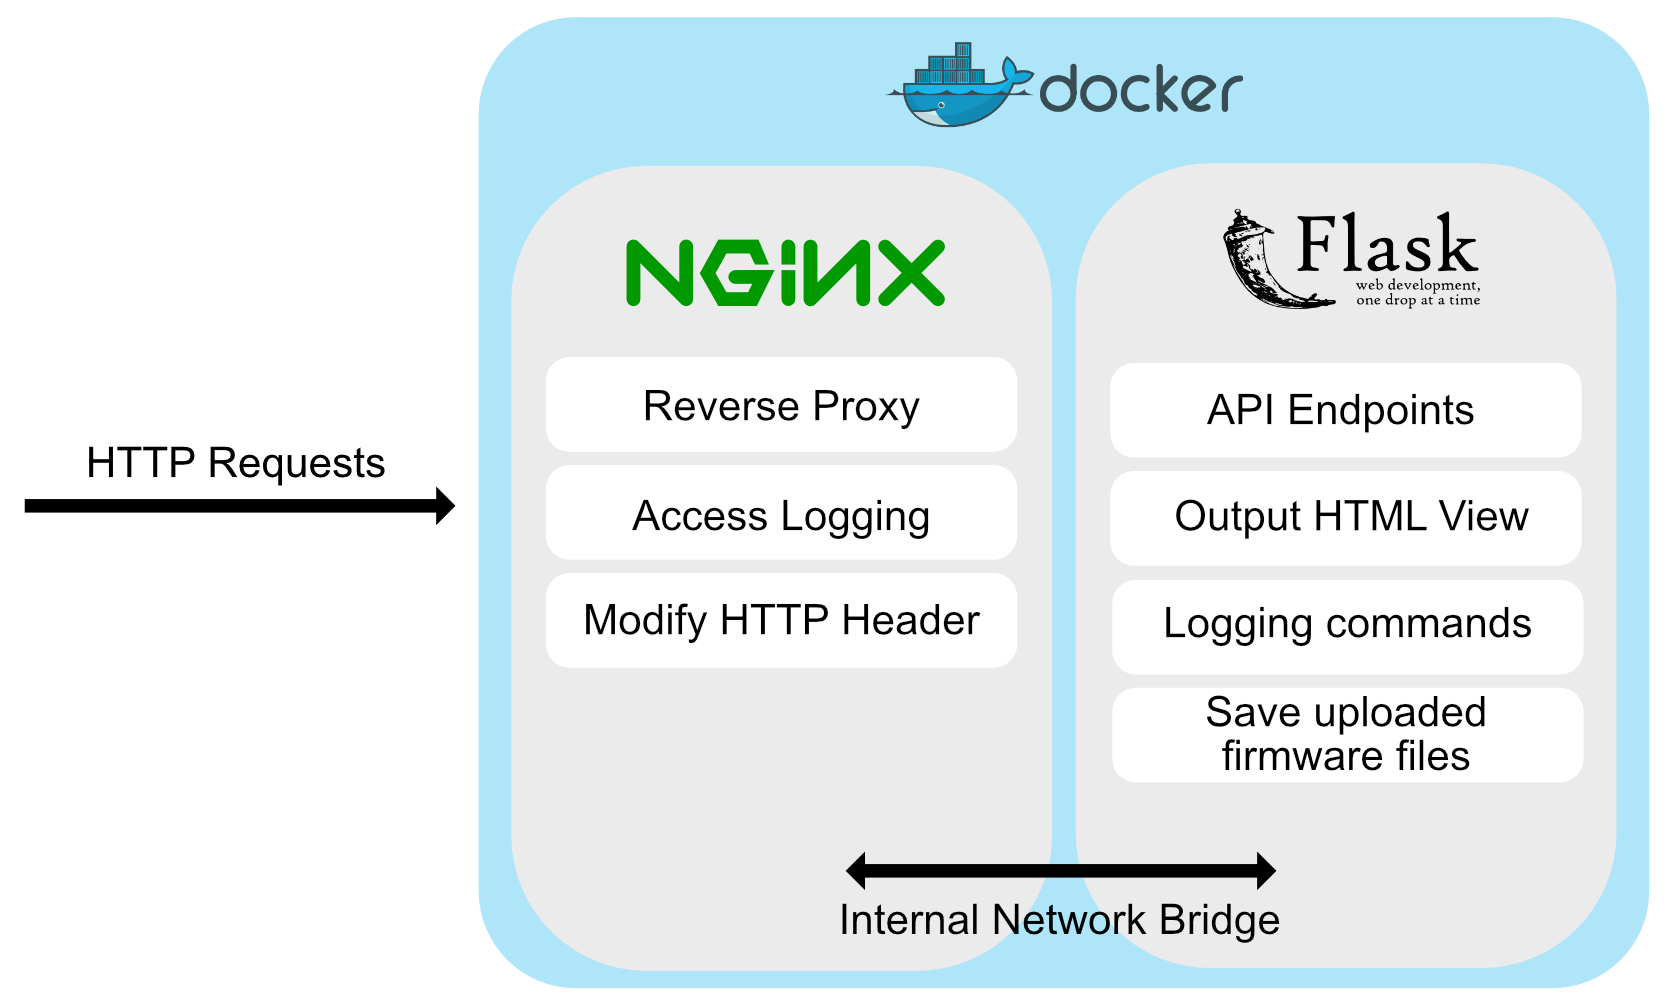 docker
NGINX
Flask
web development,
one drop at a time
HTTP Requests
Reverse Proxy
Access Logging
Modify HTTP Header
API Endpoints
Output HTML View
Logging commands
Save uploaded
firmware files
Internal Network Bridge